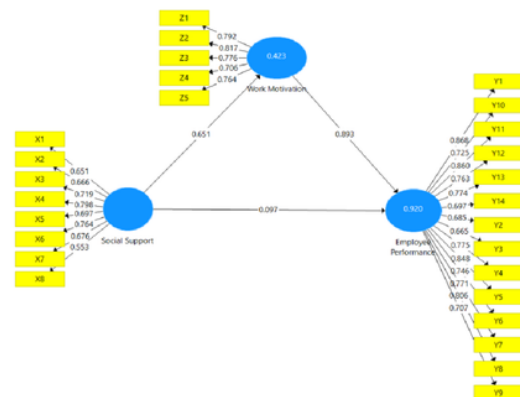 Z1
Z2
Z3
Z4
Z5
0.792
0.817
0.776
0.706
0.764
0.423
Work Motivation
0.651
0.893
X1
X2
X3
X4
X5
X6
X7
X8
0.651
0.666
0.719
0.798
0.697
0.764
0.676
0.553
Social Support
0.097
0.920
Employee
Performance
0.868
0.725
0.860
0.763
0.774
0.697
0.685
0.665
0.775
0.848
0.746
0.771
0.806
0.707
Y1
Y10
Y11
Y12
Y13
Y14
Y2
Y3
Y4
Y5
Y6
Y7
Y8
Y9